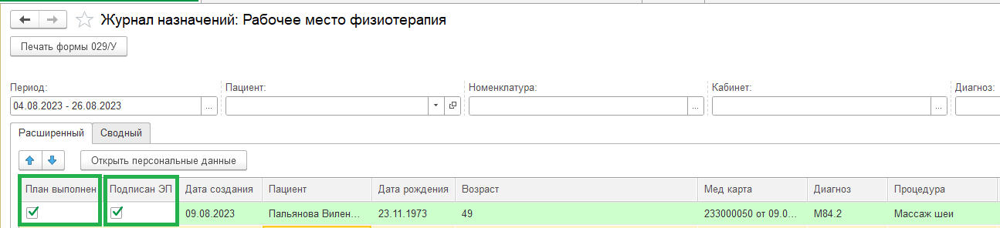 Журнал назначений: Рабочее место физиотерапия
Печать формы 029/У
Период: Пациент: Номенклатура: Кабинет: Диагноз:
04.08.2023 - 26.08.2023
Расширенный Сводный
Открыть персональные данные
План выполнен Подписан ЭП Дата создания Пациент Дата рождения Возраст Мед карта Диагноз Процедура
09.08.2023 Пальянова Вилен... 23.11.1973 49 233000050 от 09.0... М84.2 Массаж шеи